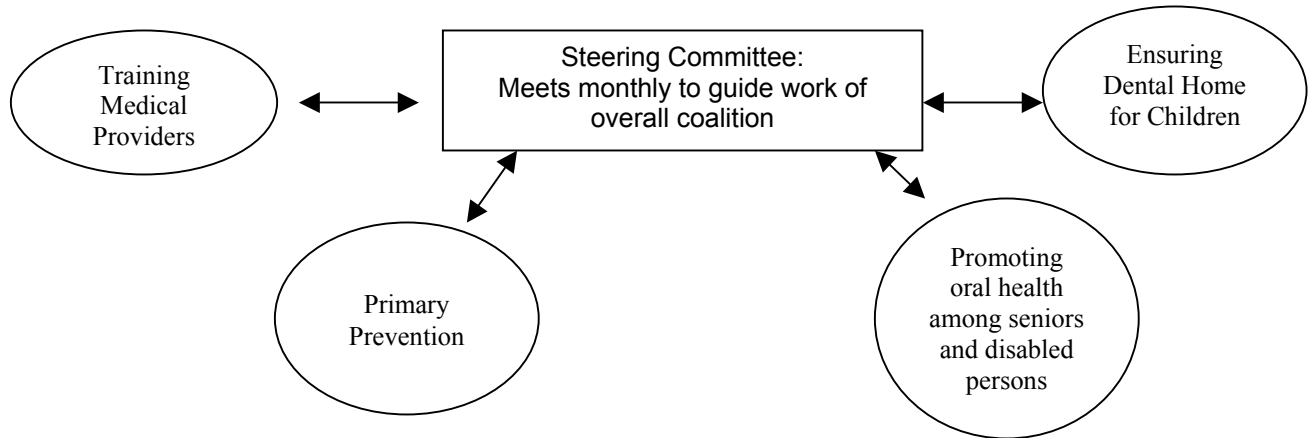 Training
Medical
Providers
Steering Committee:
Meets monthly to guide work of
overall coalition
Ensuring
Dental Home
for Children
Primary
Prevention
Promoting
oral health
among seniors
and disabled
persons